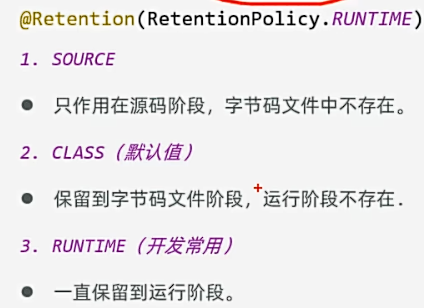 @Retention(RetentionPolicy.RUNTIME)
1. SOURCE
● 只作用在源码阶段，字节码文件中不存在。
2. CLASS（默认值）
● 保留到字节码文件阶段，运行阶段不存在.
3. RUNTIME（开发常用）
● 一直保留到运行阶段。